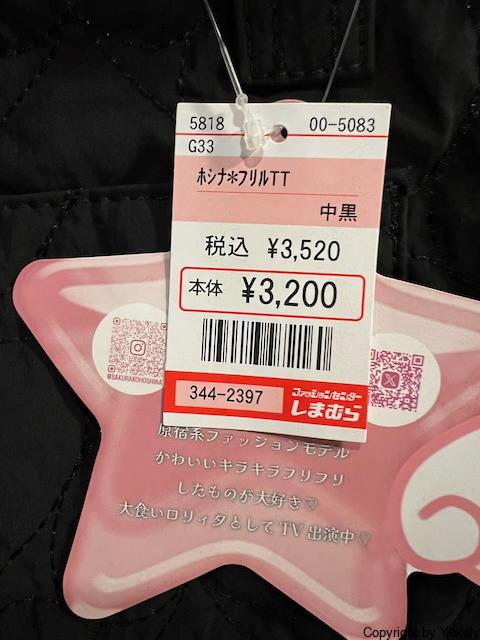 5818 00-5083
G33
ﾎｼﾅ*ﾌﾘﾙTT
中黒
税込 ¥3,520
本体 ¥3,200
344-2397
ファッションセンター
しまむら
@SAKURAKOHOSHINA
原宿系ファッションモデル
かわいいキラキラフリフリ
したものが大好き♡
大食いロリィタとしてTV出演中♡
Copyright by